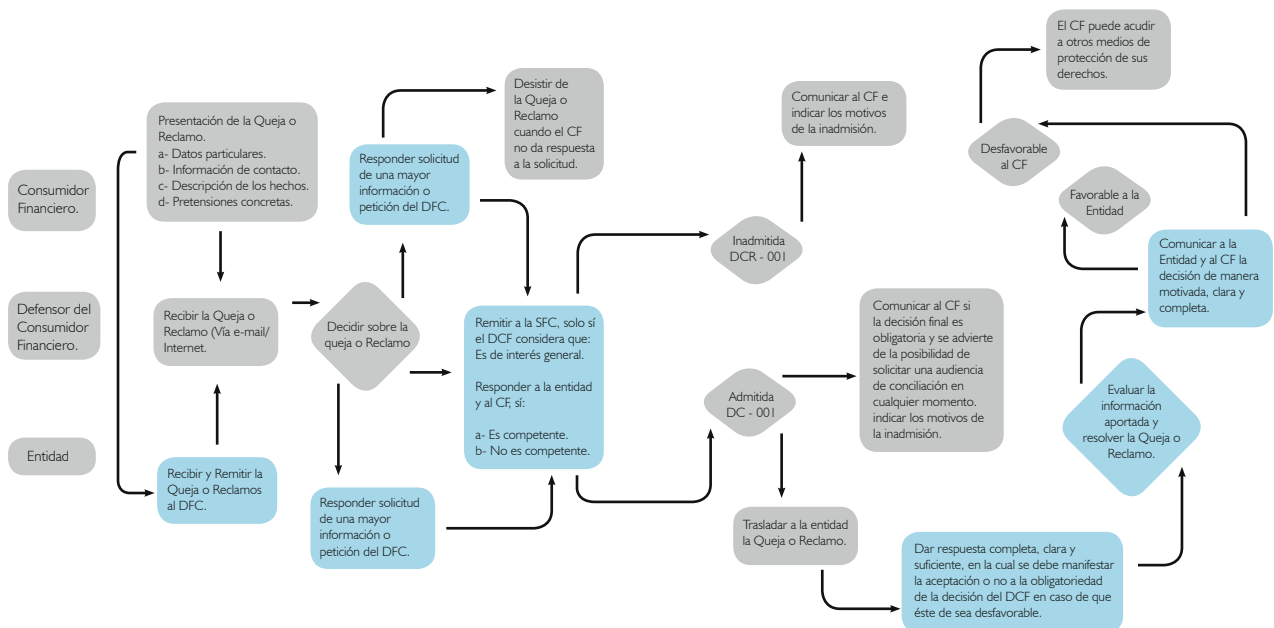 Consumidor
Financiero.
Defensor del
Consumidor
Financiero.
Entidad
Presentación de la Queja o
Reclamo.
a- Datos particulares.
b- Información de contacto.
c- Descripción de los hechos.
d- Pretensiones concretas.
Recibir la Queja o
Reclamo (Vía e-mail/
Internet.
Recibir y Remitir la
Queja o Reclamos
al DFC.
Decidir sobre la
queja o Reclamo
Responder solicitud
de una mayor
información o
petición del DFC.
Desistir de
la Queja o
Reclamo
cuando el CF
no da respuesta
a la solicitud.
Responder solicitud
de una mayor
información o
petición del DFC.
Remitir a la SFC, solo sí
el DCF considera que:
Es de interés general.
Responder a la entidad
y al CF, sí:
a- Es competente.
b- No es competente.
Inadmitida
DCR - 001
Comunicar al CF e
indicar los motivos
de la inadmisión.
Admitida
DC - 001
Comunicar al CF si
la decisión final es
obligatoria y se advierte
de la posibilidad de
solicitar una audiencia
de conciliación en
cualquier momento.
indicar los motivos de
la inadmisión.
Trasladar a la entidad
la Queja o Reclamo.
Dar respuesta completa, clara y
suficiente, en la cual se debe manifestar
la aceptación o no a la obligatoriedad
de la decisión del DCF en caso de que
éste de sea desfavorable.
Evaluar la
información
aportada y
resolver la Queja o
Reclamo.
Comunicar a la
Entidad y al CF la
decisión de manera
motivada, clara y
completa.
Favorable a la
Entidad
Desfavorable
al CF
El CF puede acudir
a otros medios de
protección de sus
derechos.